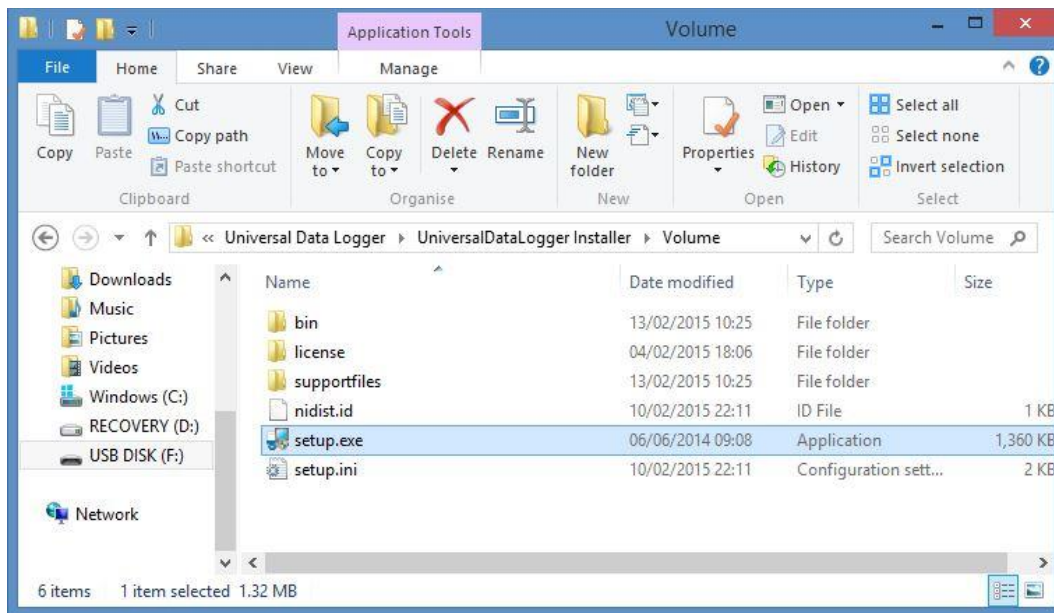 Application Tools Volume
File Home Share View Manage
Copy Paste Cut Copy path Paste shortcut
Move to Copy to Delete Rename
New folder
Properties Open Edit History
Select all Select none Invert selection
Clipboard Organise New Open Select
« Universal Data Logger UniversalDataLogger Installer Volume Search Volume
Downloads
Music
Pictures
Videos
Windows (C:)
RECOVERY (D:)
USB DISK (F:)
Network
Name Date modified Type Size
bin 13/02/2015 10:25 File folder
license 04/02/2015 18:06 File folder
supportfiles 13/02/2015 10:25 File folder
nidist.id 10/02/2015 22:11 ID File 1 KB
setup.exe 06/06/2014 09:08 Application 1,360 KB
setup.ini 10/02/2015 22:11 Configuration sett... 2 KB
6 items 1 item selected 1.32 MB